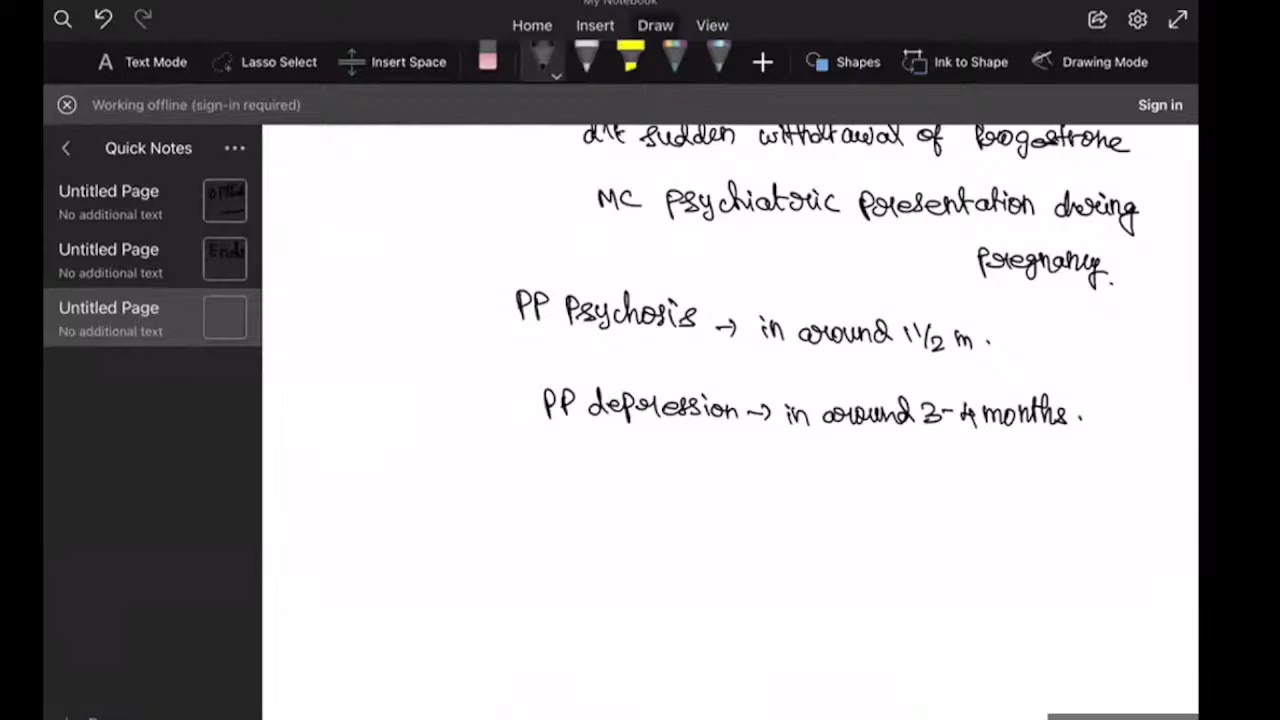 My Notebook
Home Insert Draw View
Text Mode Lasso Select Insert Space Shapes Ink to Shape Drawing Mode
Working offline (sign-in required) Sign in
Quick Notes
Untitled Page
No additional text
Untitled Page
No additional text
Untitled Page
No additional text
sudden withdrawal of
MC psychiatric presentation during
pregnancy.
PP psychosis → in around 1 1/2 m.
PP depression → in around 3-4 months.